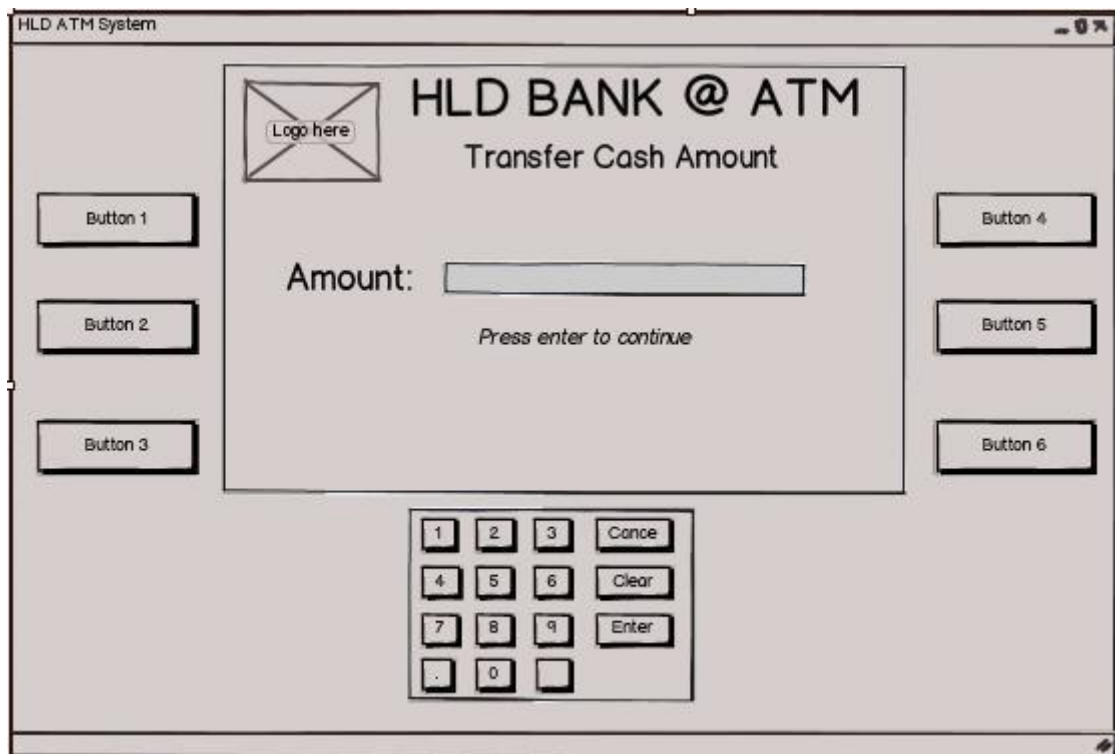 HLD ATM System
Logo here
HLD BANK @ ATM
Transfer Cash Amount
Button 1
Button 4
Amount:
Button 2
Button 5
Press enter to continue
Button 3
Button 6
1 2 3 Cance
4 5 6 Clear
7 8 9 Enter
. 0